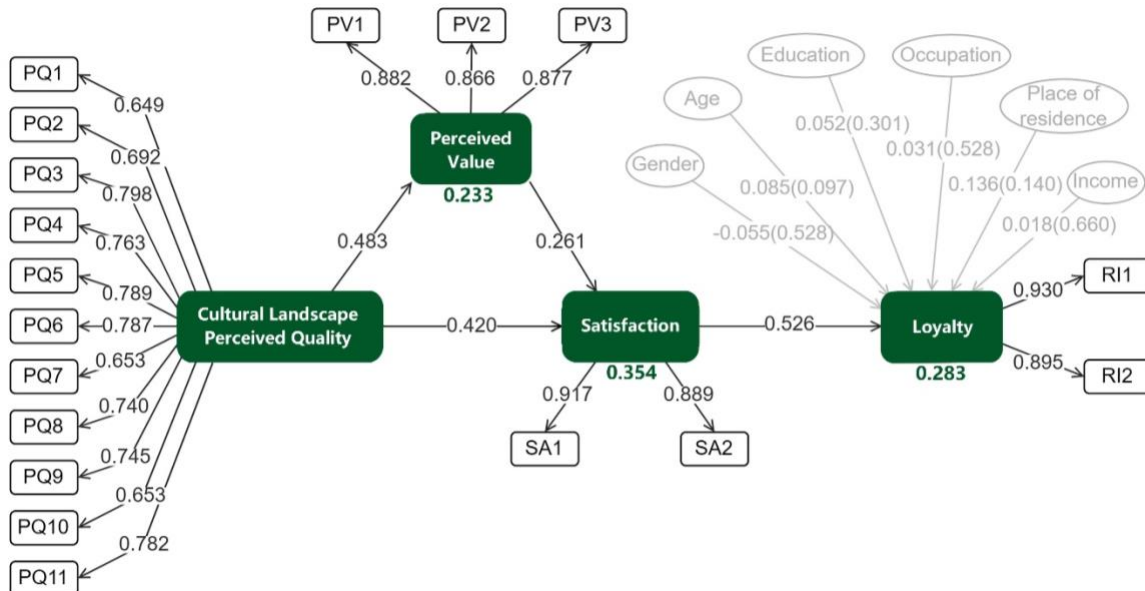 PV1
PV2
PV3
0.882
0.866
0.877
PQ1
PQ2
PQ3
PQ4
PQ5
PQ6
PQ7
PQ8
PQ9
PQ10
PQ11
0.649
0.692
0.798
0.763
0.789
0.787
0.653
0.740
0.745
0.653
0.782
Perceived
Value
0.233
0.483
0.261
Cultural Landscape
Perceived Quality
0.420
Satisfaction
0.354
0.917
0.889
SA1
SA2
0.526
Education
Occupation
Age
Place of
residence
Gender
Income
0.052(0.301)
0.031(0.528)
0.085(0.097)
0.136(0.140)
-0.055(0.528)
0.018(0.660)
Loyalty
0.283
0.930
0.895
RI1
RI2